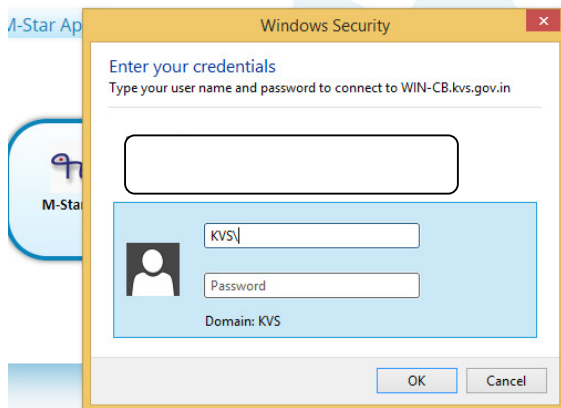 M-Star Ap
Windows Security
Enter your credentials
Type your user name and password to connect to WIN-CB.kvs.gov.in
M-Star
KVS\
Password
Domain: KVS
OK
Cancel